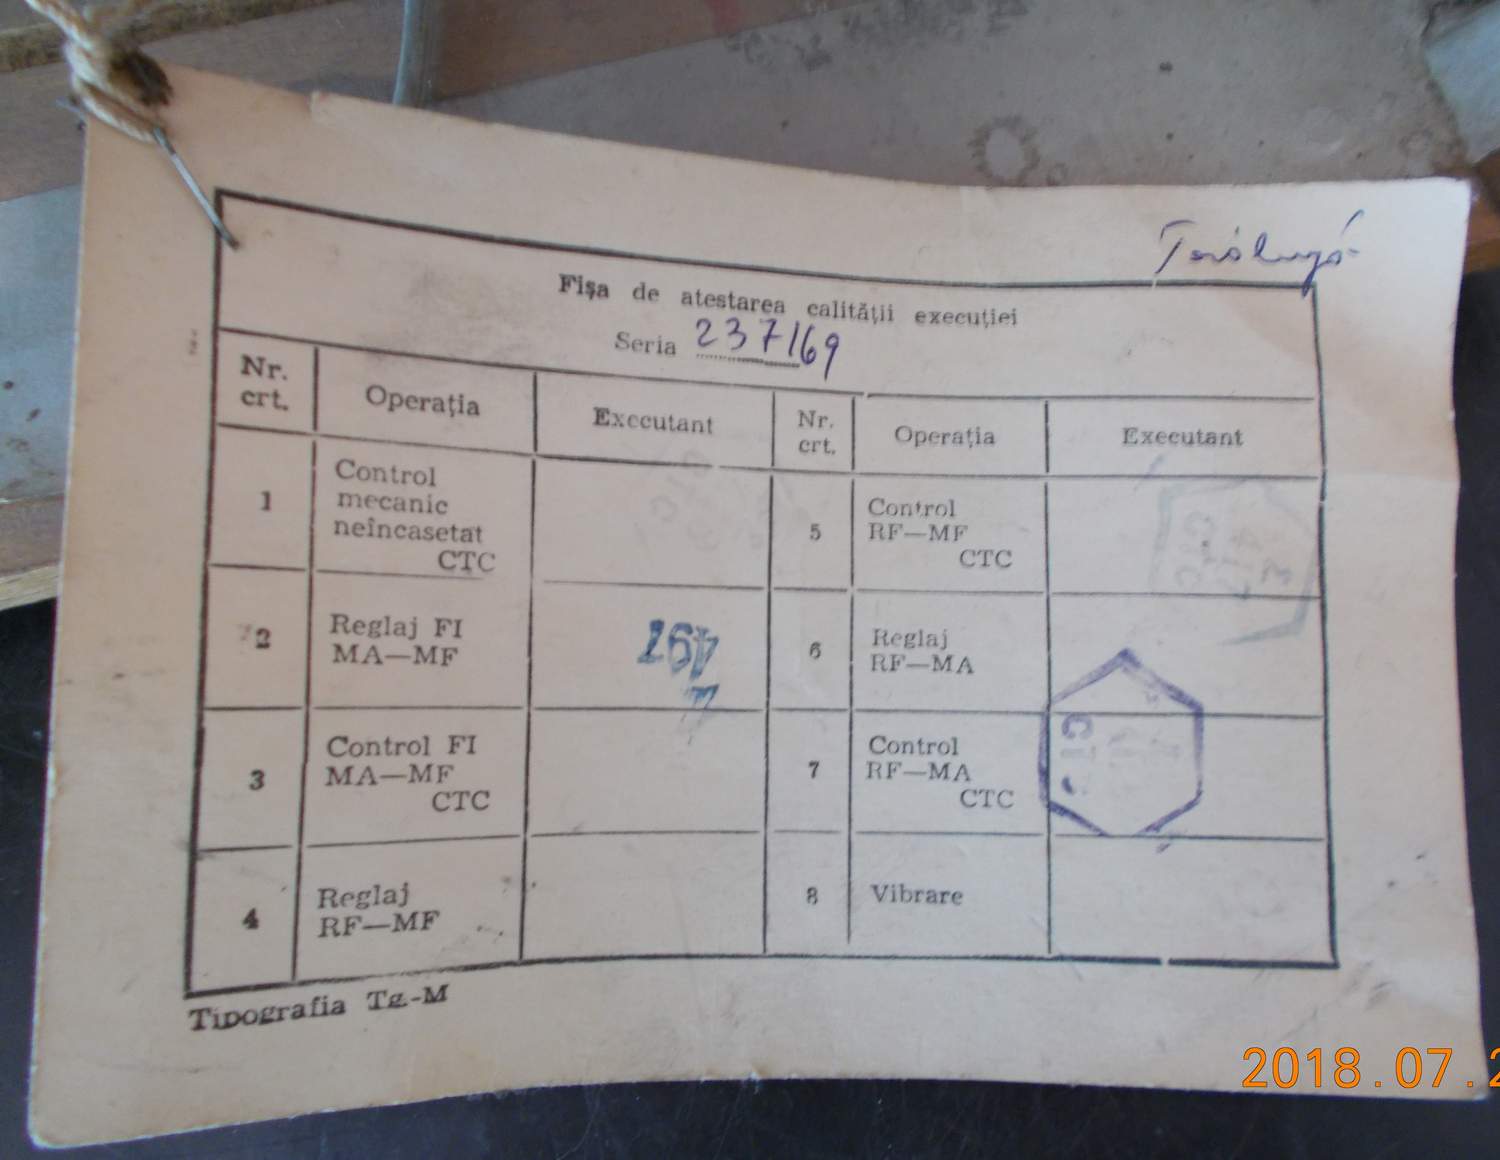 Fișa de atestarea calității execuției
Seria 237169
Nr. crt. Operația Executant Nr. crt. Operația Executant
1 Control mecanic neîncasetat CTC
5 Control RF—MF CTC
2 Reglaj FI MA—MF
6 Reglaj RF—MA
3 Control FI MA—MF CTC
7 Control RF—MA CTC
CTC
4 Reglaj RF—MF
8 Vibrare
Tipografia Tg.-M
2018.07.2